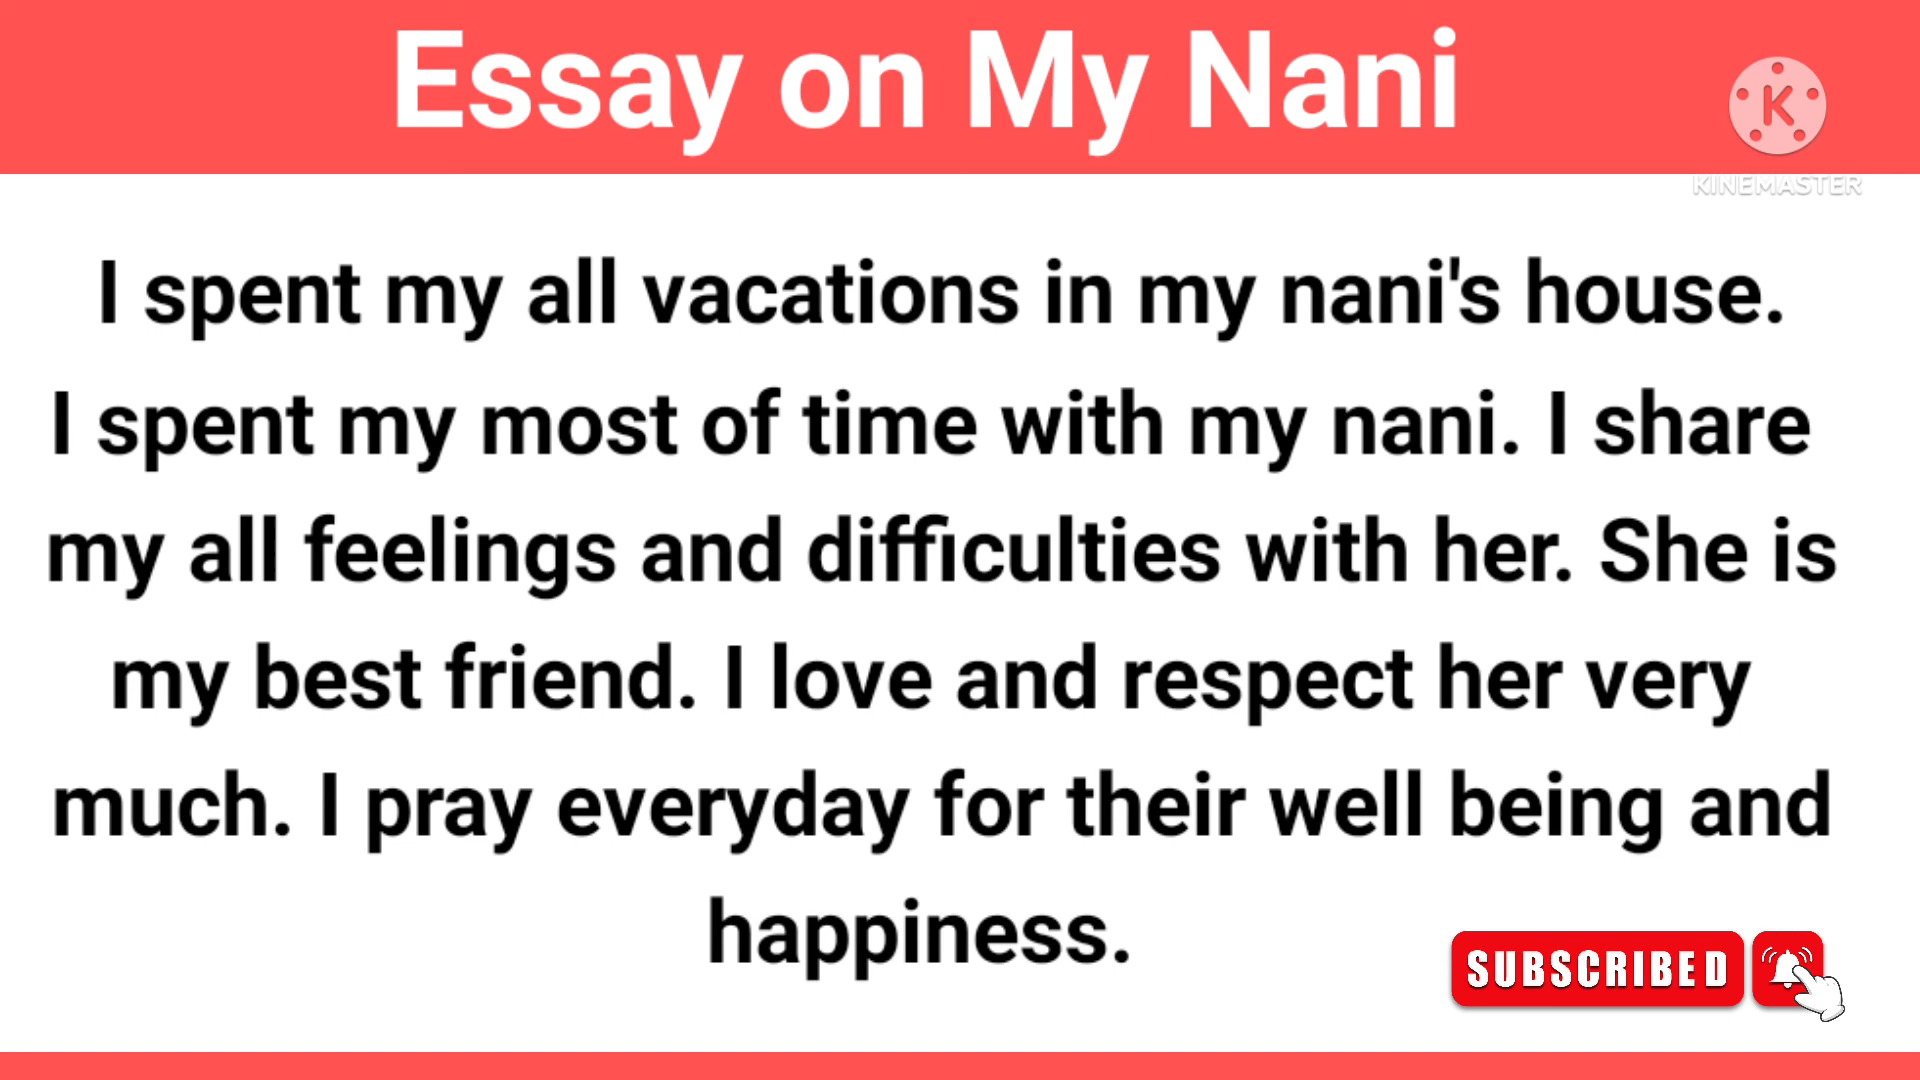 Essay on My Nani
K
KINEMASTER
I spent my all vacations in my nani's house.
I spent my most of time with my nani. I share
my all feelings and difficulties with her. She is
my best friend. I love and respect her very
much. I pray everyday for their well being and
happiness.
SUBSCRIBED